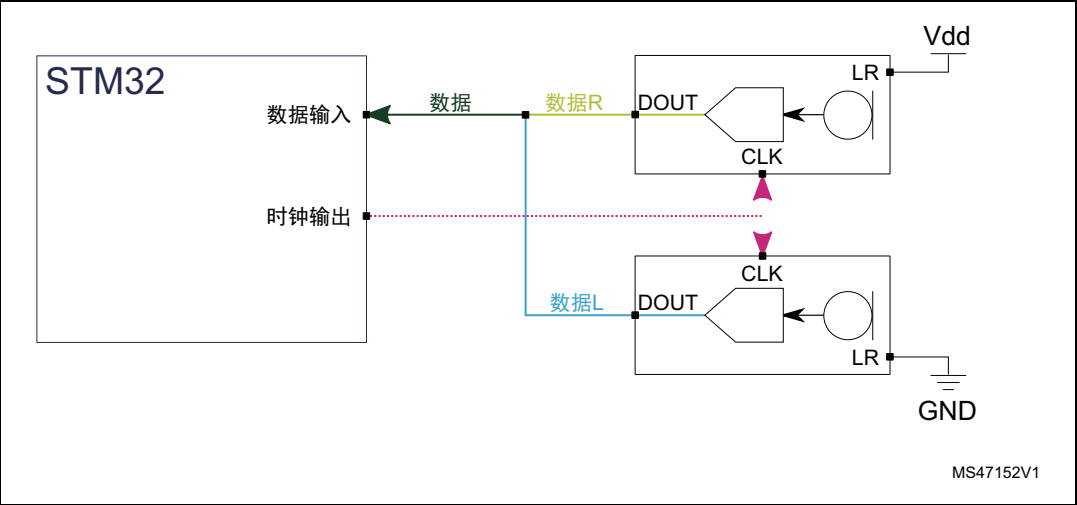 Vdd
STM32
LR
数据输入
数据
数据R
DOUT
CLK
时钟输出
CLK
数据L
DOUT
LR
GND
MS47152V1